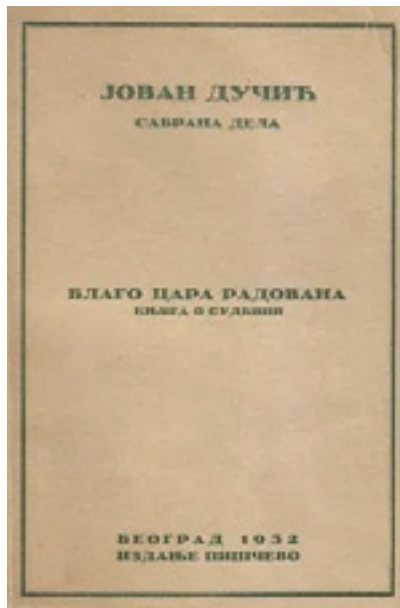 ЈОВАН ДУЧИЋ
САБРАНА ДЕЛА
БЛАГО ЦАРА РАДОВАНА
КЊИГА О СУДБИНИ
БЕОГРАД 1932
ИЗДАЊЕ ПИШЧЕВО